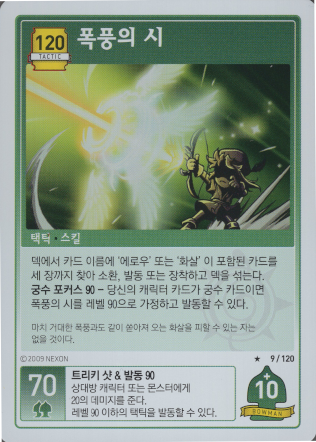 120
TACTIC
폭풍의 시
택틱·스킬
덱에서 카드 이름에 '에로우' 또는 '화살' 이 포함된 카드를
세 장까지 찾아 소환, 발동 또는 장착하고 덱을 섞는다.
궁수 포커스 90 – 당신의 캐릭터 카드가 궁수 카드이면
폭풍의 시를 레벨 90으로 가정하고 발동할 수 있다.
마치 거대한 폭풍과도 같이 쏟아져 오는 화살을 피할 수 있는 자는
없을 것이다.
©2009 NEXON
★ 9/120
70
트리키 샷 & 발동 90
상대방 캐릭터 또는 몬스터에게
20의 데미지를 준다.
레벨 90 이하의 택틱을 발동할 수 있다.
+
10
BOWMAN